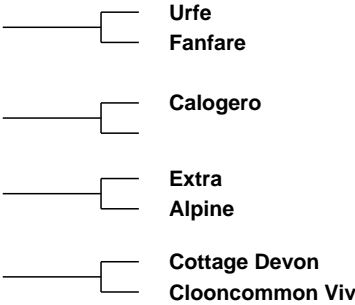 Urfe
Fanfare
Calogero
Extra
Alpine
Cottage Devon
Clooncommon Viv